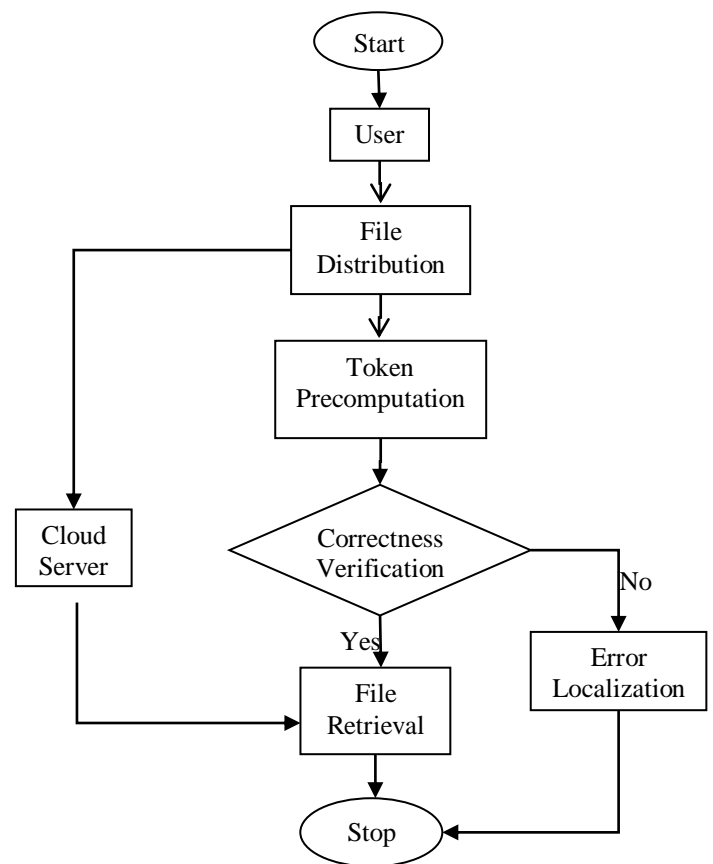 Start
User
File
Distribution
Token
Precomputation
Cloud
Server
Correctness
Verification
No
Yes
Error
Localization
File
Retrieval
Stop